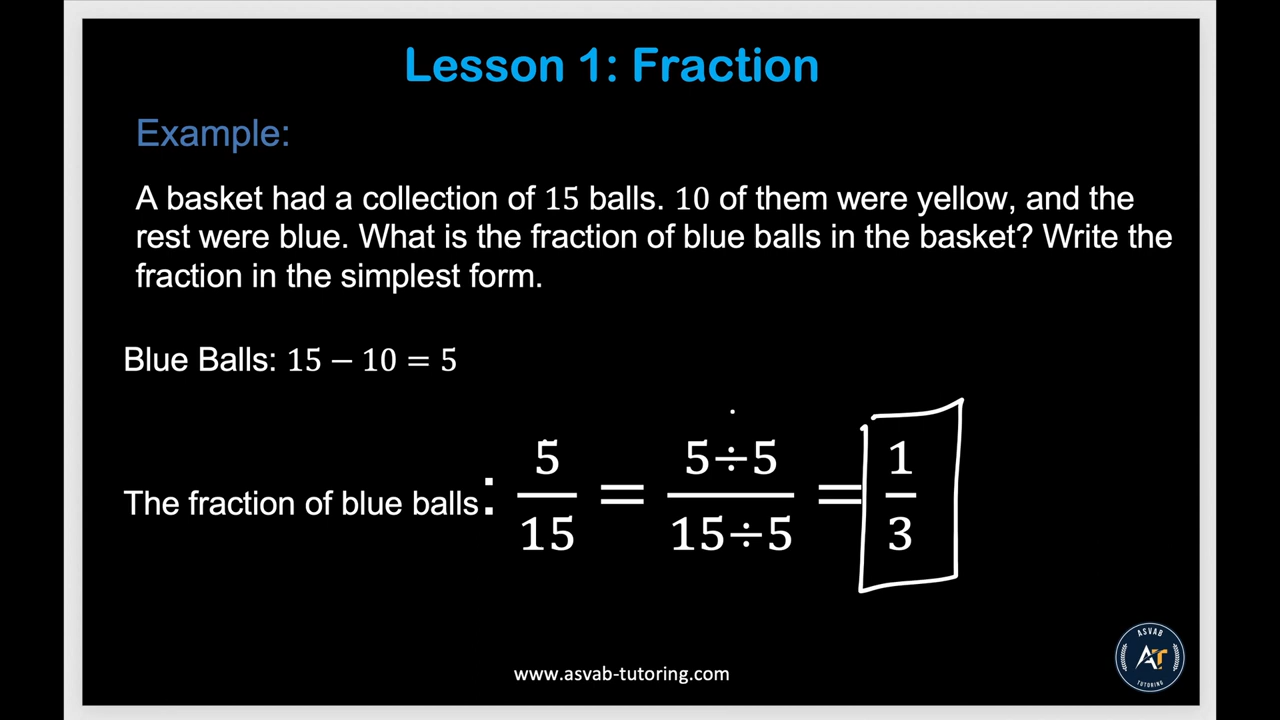 Lesson 1: Fraction
Example:
A basket had a collection of 15 balls. 10 of them were yellow, and the
rest were blue. What is the fraction of blue balls in the basket? Write the
fraction in the simplest form.
Blue Balls: 15 − 10 = 5
The fraction of blue balls: 5/15 = 5÷5/15÷5 = 1/3
www.asvab-tutoring.com
ASVAB
AT
TUTORING